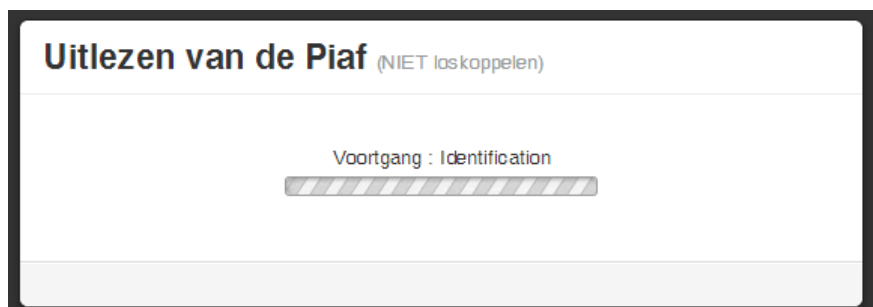 Uitlezen van de Piaf (NIET loskoppelen)
Voortgang : Identification